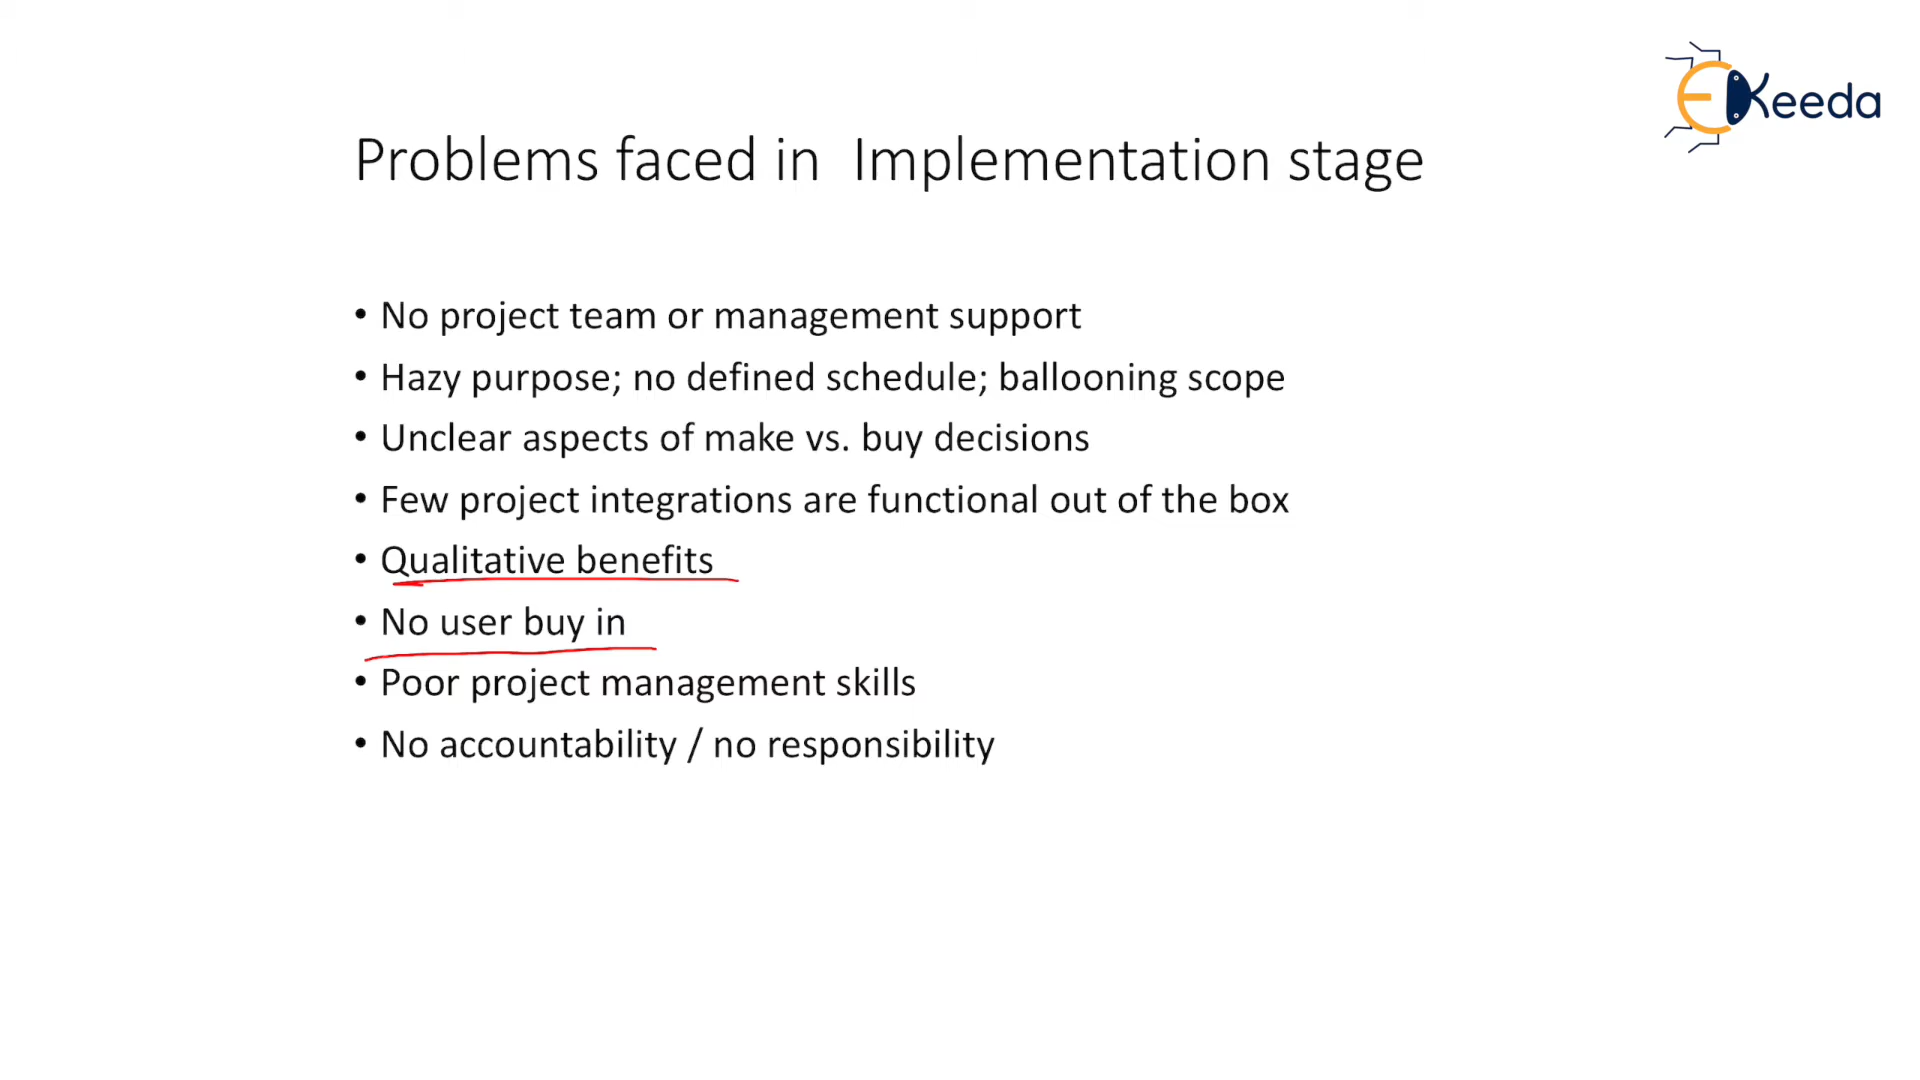 EKeeda
Problems faced in Implementation stage
• No project team or management support
• Hazy purpose; no defined schedule; ballooning scope
• Unclear aspects of make vs. buy decisions
• Few project integrations are functional out of the box
• Qualitative benefits
• No user buy in
• Poor project management skills
• No accountability / no responsibility